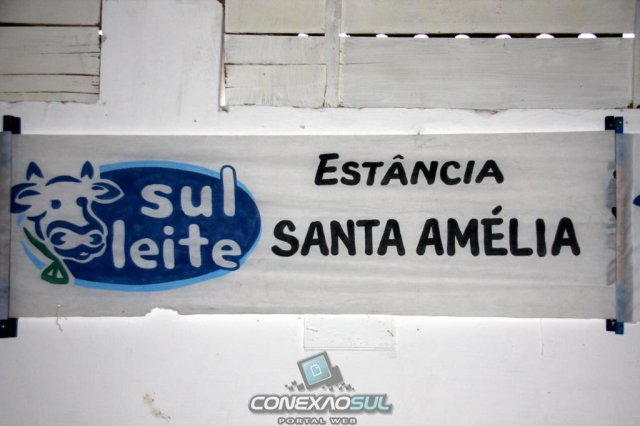 sul
leite
ESTÂNCIA
SANTA AMÉLIA
CONEXAOSUL
PORTAL WEB